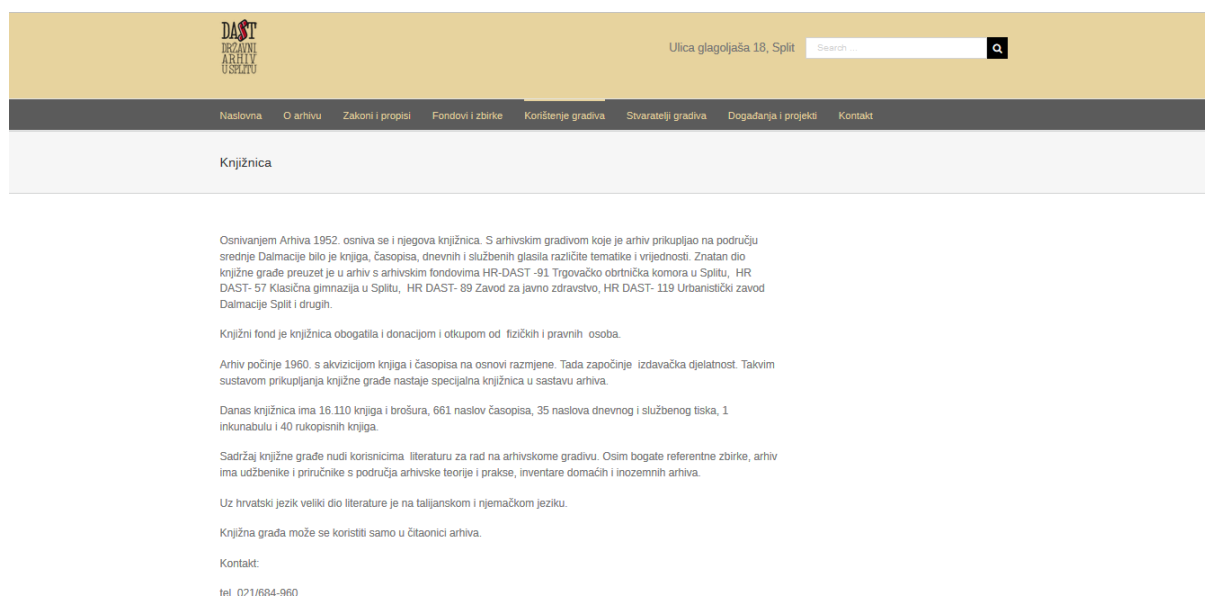 DAST
DRŽAVNI
ARHIV
U SPLITU
Ulica glagoljaša 18, Split
Search ...
Naslovna O arhivu Zakoni i propisi Fondovi i zbirke Korištenje gradiva Stvaratelji gradiva Događanja i projekti Kontakt
Knjižnica
Osnivanjem Arhiva 1952. osniva se i njegova knjižnica. S arhivskim gradivom koje je arhiv prikupljao na području
srednje Dalmacije bilo je knjiga, časopisa, dnevnih i službenih glasila različite tematike i vrijednosti. Znatan dio
knjižne građe preuzet je u arhiv s arhivskim fondovima HR-DAST -91 Trgovačko obrtnička komora u Splitu, HR
DAST- 57 Klasična gimnazija u Splitu, HR DAST- 89 Zavod za javno zdravstvo, HR DAST- 119 Urbanistički zavod
Dalmacije Split i drugih.
Knjižni fond je knjižnica obogatila i donacijom i otkupom od fizičkih i pravnih osoba.
Arhiv počinje 1960. s akvizicijom knjiga i časopisa na osnovi razmjene. Tada započinje izdavačka djelatnost. Takvim
sustavom prikupljanja knjižne građe nastaje specijalna knjižnica u sastavu arhiva.
Danas knjižnica ima 16.110 knjiga i brošura, 661 naslov časopisa, 35 naslova dnevnog i službenog tiska, 1
inkunabulu i 40 rukopisnih knjiga.
Sadržaj knjižne građe nudi korisnicima literaturu za rad na arhivskome gradivu. Osim bogate referentne zbirke, arhiv
ima udžbenike i priručnike s područja arhivske teorije i prakse, inventare domaćih i inozemnih arhiva.
Uz hrvatski jezik veliki dio literature je na talijanskom i njemačkom jeziku.
Knjižna građa može se koristiti samo u čitaonici arhiva.
Kontakt:
tel. 021/684-960